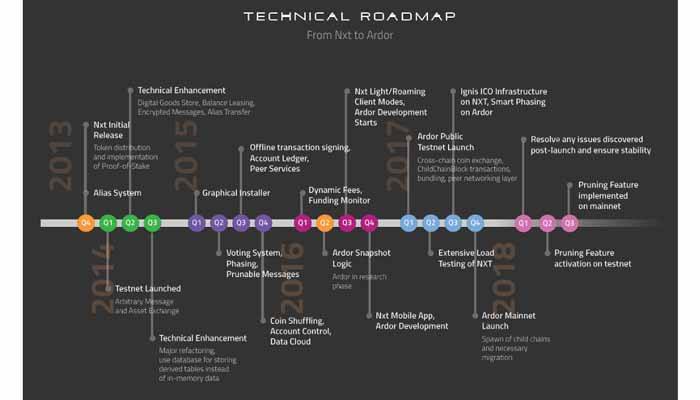 TECHNICAL ROADMAP
From Nxt to Ardor
2013
Nxt Initial
Release
Token distribution
and implementation
of Proof-of-Stake
Alias System
Technical Enhancement
Digital Goods Store, Balance Leasing,
Encrypted Messages, Alias Transfer
2015
Graphical Installer
Offline transaction signing,
Account Ledger,
Peer Services
Dynamic Fees,
Funding Monitor
Nxt Light/Roaming
Client Modes,
Ardor Development
Starts
2017
Ardor Public
Testnet Launch
Cross-chain coin exchange,
ChildChainBlock transactions,
bundling, peer networking layer
Ignis ICO Infrastructure
on NXT, Smart Phasing
on Ardor
Resolve any issues discovered
post-launch and ensure stability
Pruning Feature
implemented
on mainnet
Q4 Q1 Q2 Q3 Q1 Q2 Q3 Q4 Q1 Q2 Q3 Q4 Q1 Q2 Q3 Q4 Q1 Q2 Q3
2014
Testnet Launched
Arbitrary Message
and Asset Exchange
Technical Enhancement
Major refactoring,
use database for storing
derived tables instead
of in-memory data
Voting System,
Phasing,
Prunable Messages
Coin Shuffling,
Account Control,
Data Cloud
2016
Ardor Snapshot
Logic
Ardor in research
phase
Nxt Mobile App,
Ardor Development
Extensive Load
Testing of NXT
Ardor Mainnet
Launch
Spawn of child chains
and necessary
migration
2018
Pruning Feature
activation on testnet